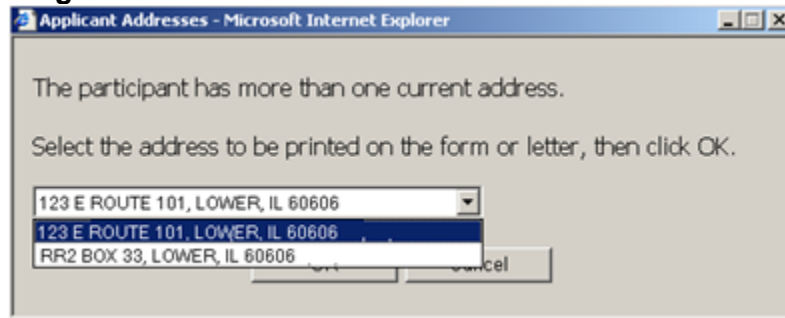 Applicant Addresses - Microsoft Internet Explorer
The participant has more than one current address.
Select the address to be printed on the form or letter, then click OK.
123 E ROUTE 101, LOWER, IL 60606
123 E ROUTE 101, LOWER, IL 60606
RR2 BOX 33, LOWER, IL 60606